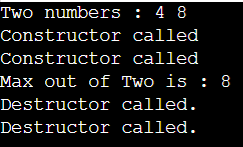 Two numbers : 4 8
Constructor called
Constructor called
Max out of Two is : 8
Destructor called.
Destructor called.